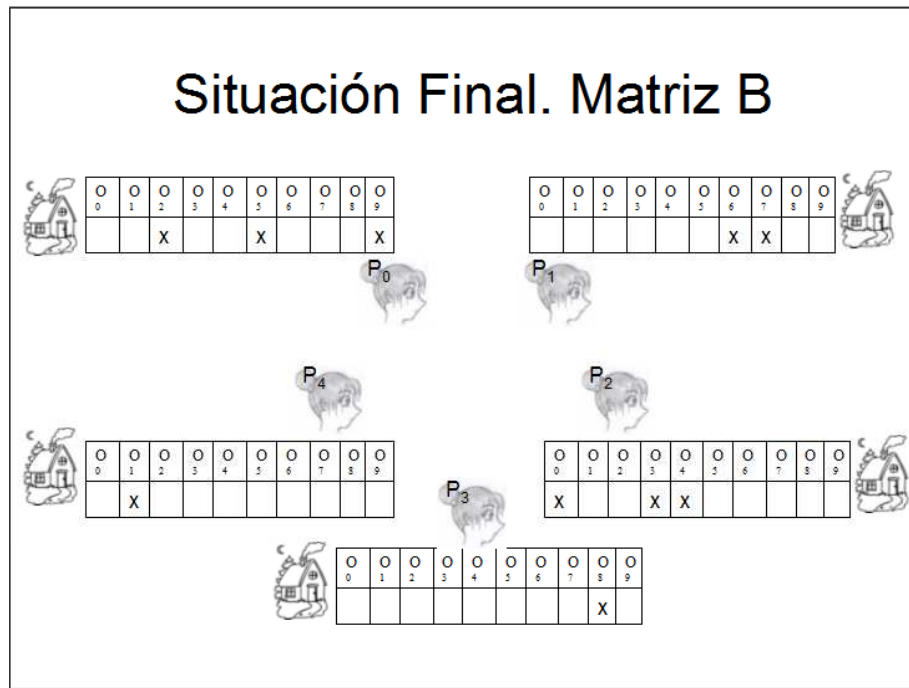 Situación Final. Matriz B
O O O O O O O O O O
0 1 2 3 4 5 6 7 8 9
X X X
O O O O O O O O O O
0 1 2 3 4 5 6 7 8 9
X X
P0
P1
P4
P2
O O O O O O O O O O
0 1 2 3 4 5 6 7 8 9
X
O O O O O O O O O O
0 1 2 3 4 5 6 7 8 9
X X X
P3
O O O O O O O O O O
0 1 2 3 4 5 6 7 8 9
X